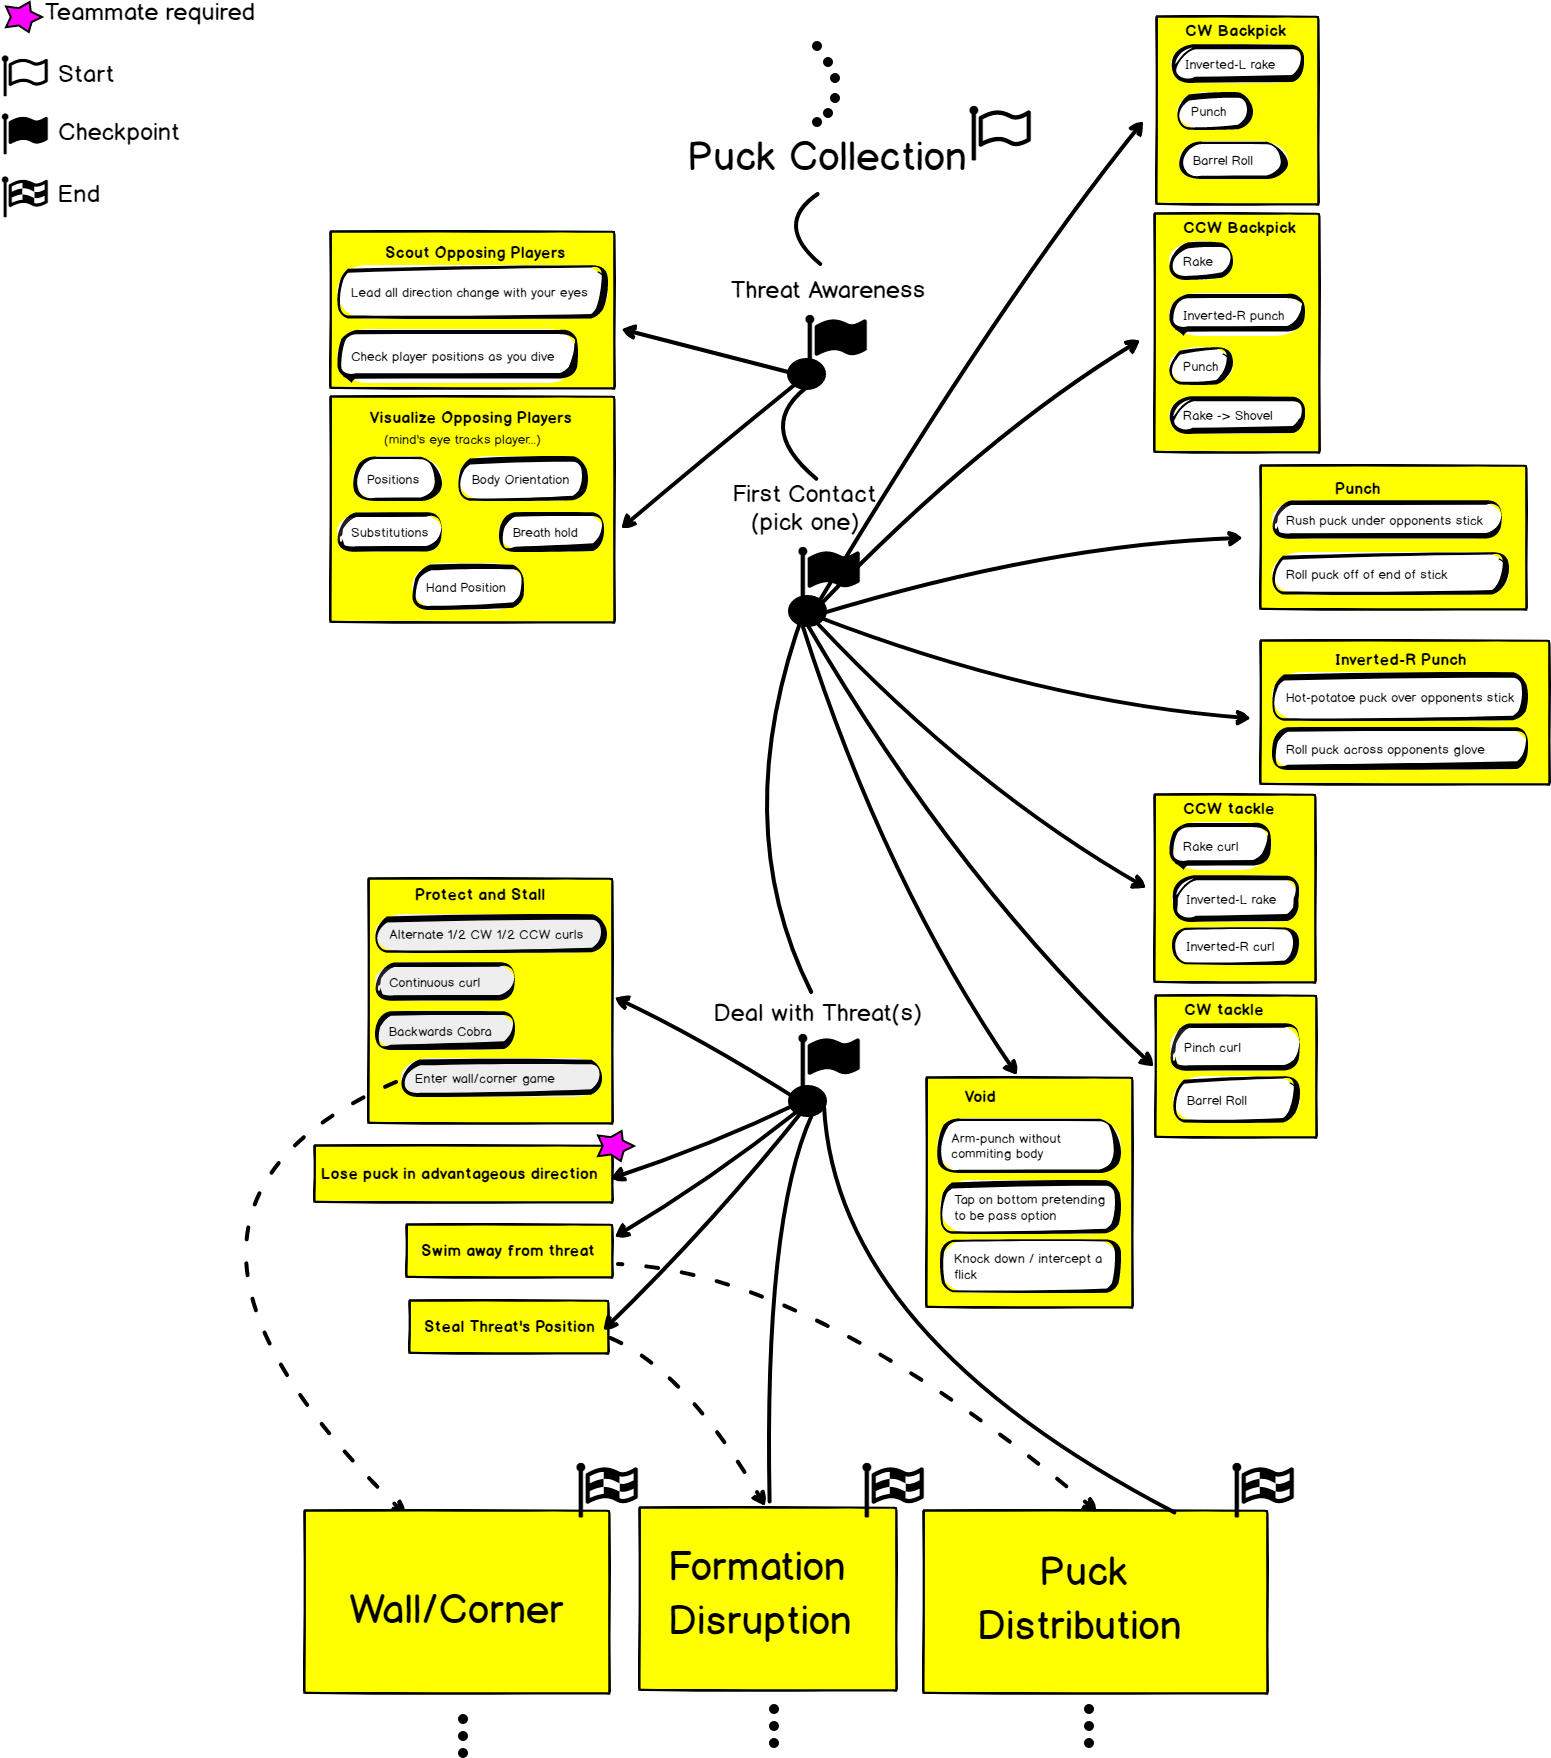 Teammate required
Start
Checkpoint
End
Puck Collection
Threat Awareness
Scout Opposing Players
Lead all direction change with your eyes
Check player positions as you dive
Visualize Opposing Players
(mind's eye tracks player...)
Positions
Body Orientation
Substitutions
Breath hold
Hand Position
First Contact
(pick one)
CW Backpick
Inverted-L rake
Punch
Barrel Roll
CCW Backpick
Rake
Inverted-R punch
Punch
Rake -> Shovel
Punch
Rush puck under opponents stick
Roll puck off of end of stick
Inverted-R Punch
Hot-potatoe puck over opponents stick
Roll puck across opponents glove
CCW tackle
Rake curl
Inverted-L rake
Inverted-R curl
CW tackle
Pinch curl
Barrel Roll
Void
Arm-punch without
commiting body
Tap on bottom pretending
to be pass option
Knock down / intercept a
flick
Deal with Threat(s)
Protect and Stall
Alternate 1/2 CW 1/2 CCW curls
Continuous curl
Backwards Cobra
Enter wall/corner game
Lose puck in advantageous direction
Swim away from threat
Steal Threat's Position
Wall/Corner
Formation
Disruption
Puck
Distribution